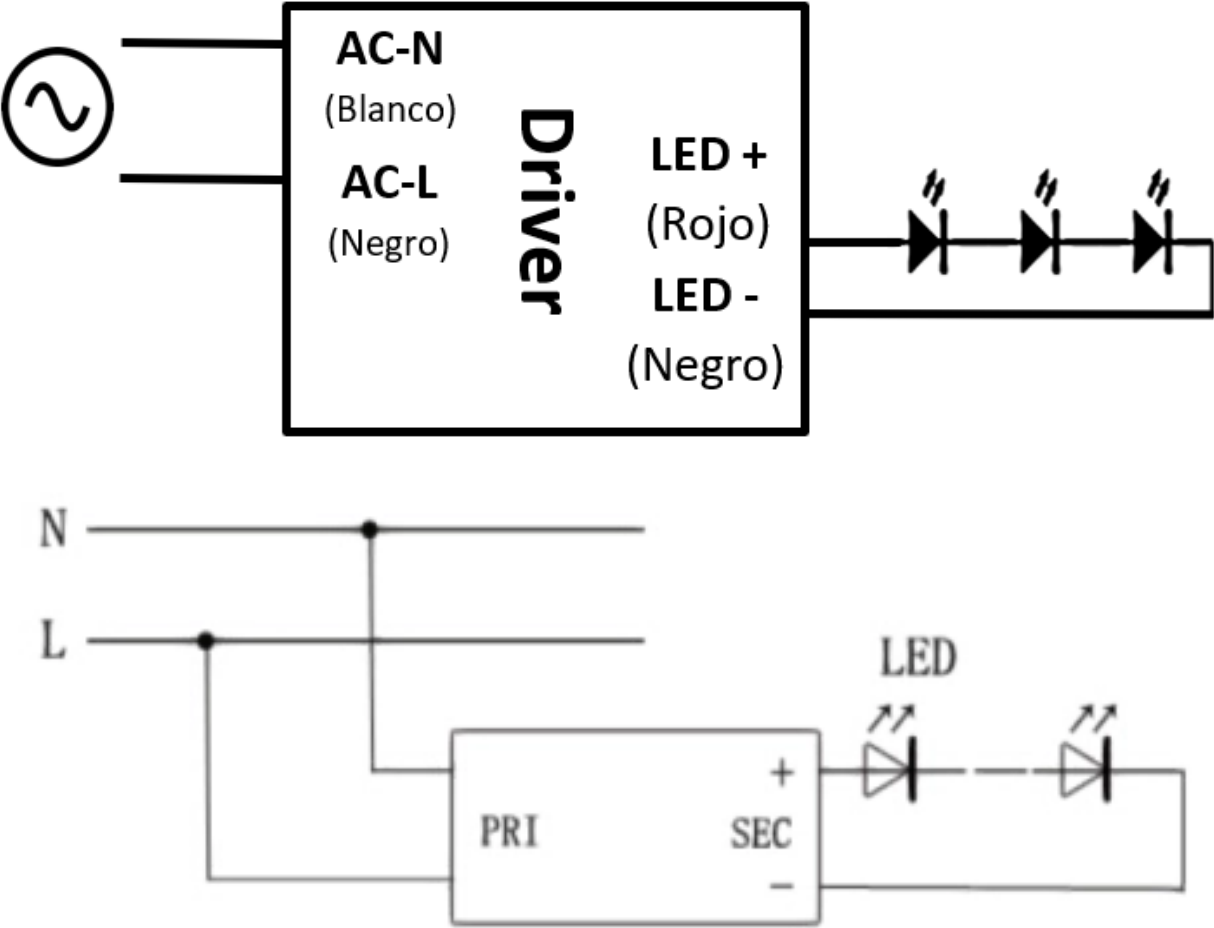 AC-N
(Blanco)
AC-L
(Negro)
Driver
LED +
(Rojo)
LED -
(Negro)
N
L
LED
+
PRI
SEC
−